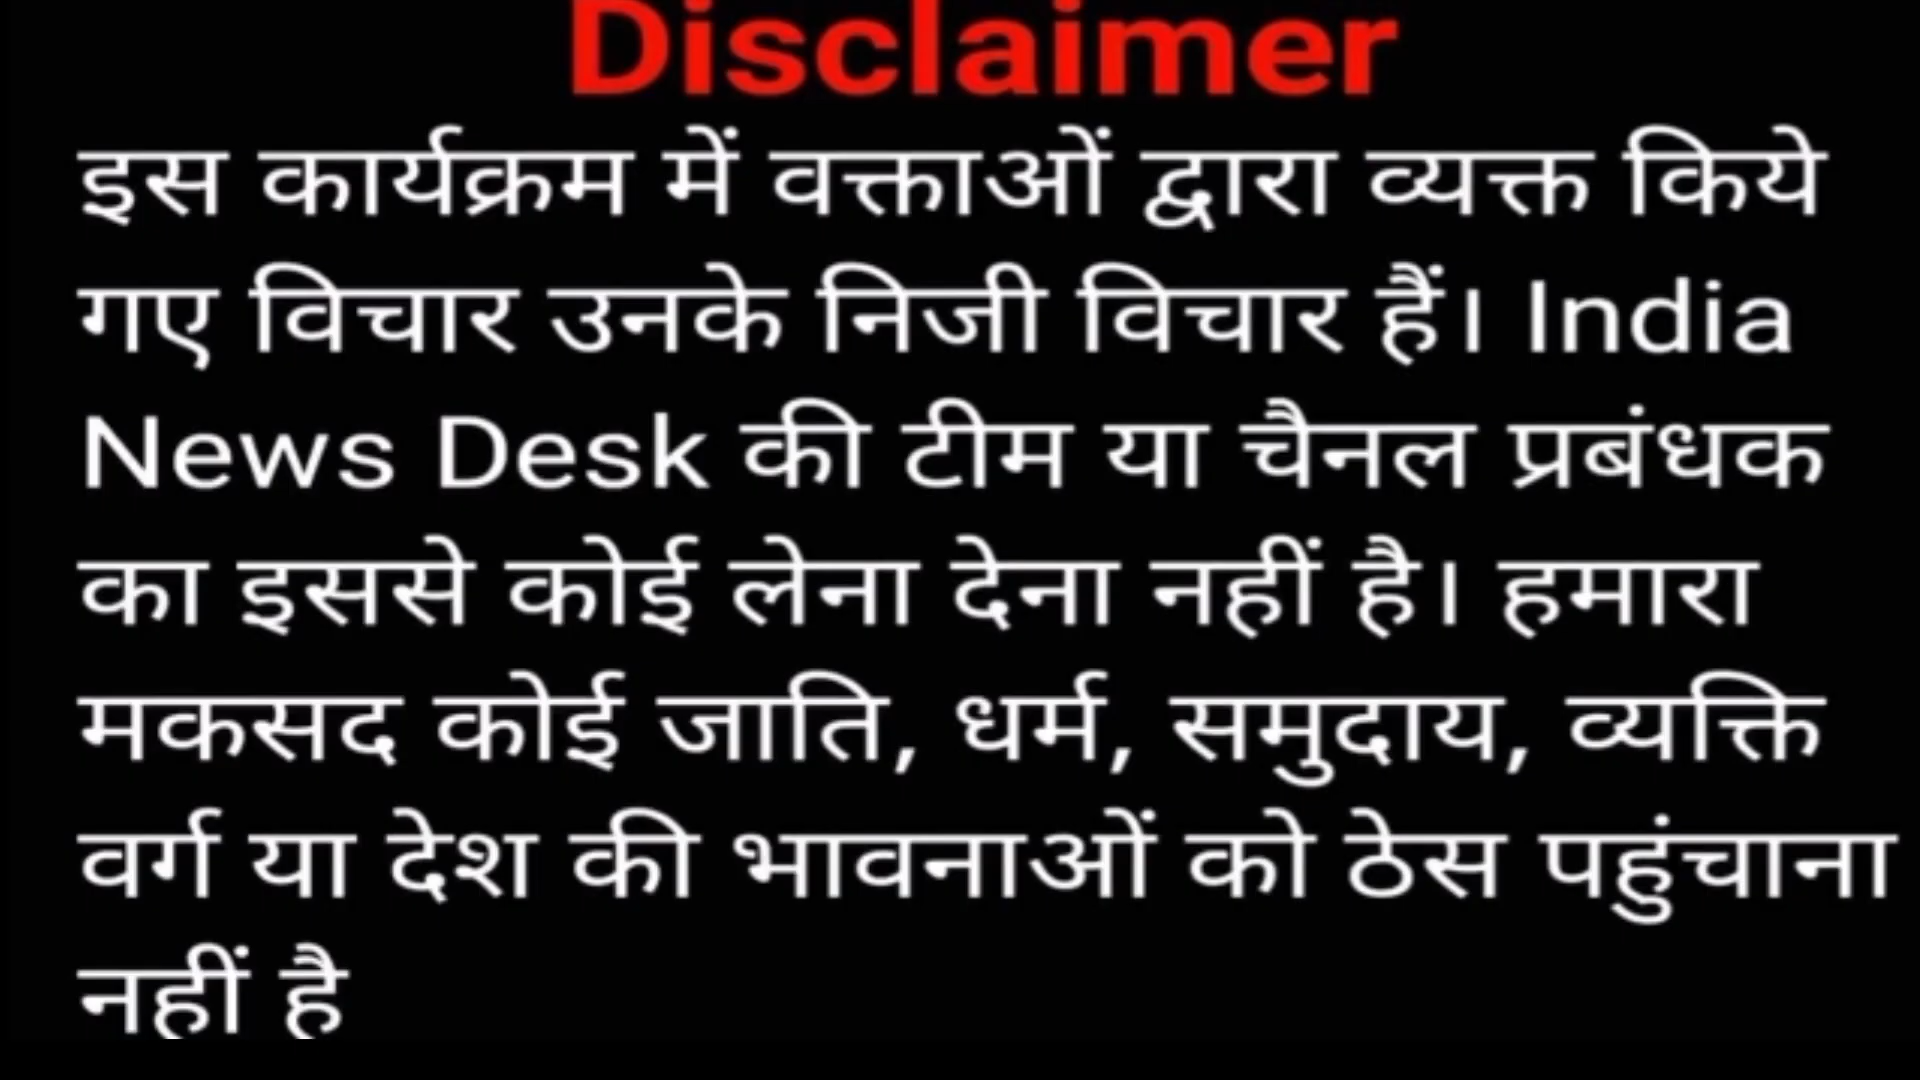 Disclaimer
इस कार्यक्रम में वक्ताओं द्वारा व्यक्त किये
गए विचार उनके निजी विचार हैं। India
News Desk की टीम या चैनल प्रबंधक
का इससे कोई लेना देना नहीं है। हमारा
मकसद कोई जाति, धर्म, समुदाय, व्यक्ति
वर्ग या देश की भावनाओं को ठेस पहुंचाना
नहीं है